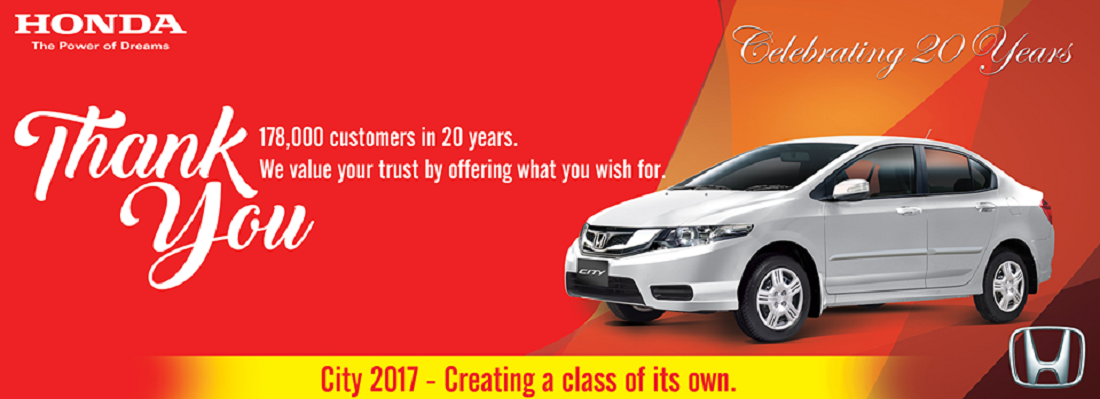 HONDA
The Power of Dreams
Celebrating 20 Years
Thank
You
178,000 customers in 20 years.
We value your trust by offering what you wish for.
CITY
City 2017 - Creating a class of its own.